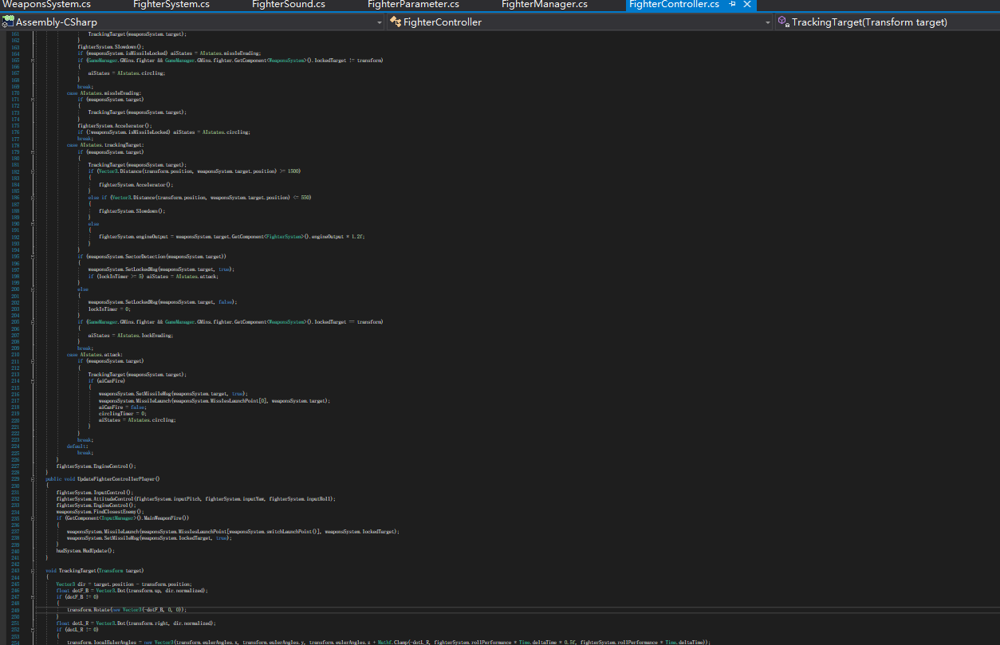 WeaponsSystem.cs FighterSystem.cs FighterSound.cs FighterParameter.cs FighterManager.cs FighterController.cs
Assembly-CSharp FighterController TrackingTarget(Transform target)
161 TrackingTarget(weaponsSystem.target);
162 }
163 fighterSystem.Slowdown();
164 if (weaponsSystem.isMissileLocked) aiStates = AIstates.missleEvading;
165 if (GameManager.GMins.fighter && GameManager.GMins.fighter.GetComponent<WeaponsSystem>().lockedTarget != transform)
166 {
167 aiStates = AIstates.circling;
168 }
169 break;
170 case AIstates.missleEvading:
171 if (weaponsSystem.target)
172 {
173 TrackingTarget(weaponsSystem.target);
174 }
175 fighterSystem.Accelerator();
176 if (!weaponsSystem.isMissileLocked) aiStates = AIstates.circling;
177 break;
178 case AIstates.trackingTarget:
179 if (weaponsSystem.target)
180 {
181 TrackingTarget(weaponsSystem.target);
182 if (Vector3.Distance(transform.position, weaponsSystem.target.position) >= 1500)
183 {
184 fighterSystem.Accelerator();
185 }
186 else if (Vector3.Distance(transform.position, weaponsSystem.target.position) <= 550)
187 {
188 fighterSystem.Slowdown();
189 }
190 else
191 {
192 fighterSystem.engineOutput = weaponsSystem.target.GetComponent<FighterSystem>().engineOutput * 1.2f;
193 }
194 }
195 if (weaponsSystem.SectorDetection(weaponsSystem.target))
196 {
197 weaponsSystem.SetLockedMsg(weaponsSystem.target, true);
198 if (lockInTimer >= 5) aiStates = AIstates.attack;
199 }
200 else
201 {
202 weaponsSystem.SetLockedMsg(weaponsSystem.target, false);
203 lockInTimer = 0;
204 }
205 if (GameManager.GMins.fighter && GameManager.GMins.fighter.GetComponent<WeaponsSystem>().lockedTarget == transform)
206 {
207 aiStates = AIstates.lockEvading;
208 }
209 break;
210 case AIstates.attack:
211 if (weaponsSystem.target)
212 {
213 TrackingTarget(weaponsSystem.target);
214 if (aiCanFire)
215 {
216 weaponsSystem.SetMissileMsg(weaponsSystem.target, true);
217 weaponsSystem.MissileLaunch(weaponsSystem.MisslesLaunchPoint[0], weaponsSystem.target);
218 aiCanFire = false;
219 circlingTimer = 0;
220 aiStates = AIstates.circling;
221 }
222 }
223 break;
224 default:
225 break;
226 }
227 fighterSystem.EngineControl();
228 }
229 public void UpdateFighterControllerPlayer()
230 {
231 fighterSystem.InputControl();
232 fighterSystem.AttitudeControl(fighterSystem.inputPitch, fighterSystem.inputYaw, fighterSystem.inputRoll);
233 fighterSystem.EngineControl();
234 weaponsSystem.FindClosestEnemy();
235 if (GetComponent<InputManager>().MainWeaponFire())
236 {
237 weaponsSystem.MissileLaunch(weaponsSystem.MisslesLaunchPoint[weaponsSystem.switchLaunchPoint()], weaponsSystem.lockedTarget);
238 weaponsSystem.SetMissileMsg(weaponsSystem.lockedTarget, true);
239 }
240 hudSystem.HudUpdate();
241 }
242
243 void TrackingTarget(Transform target)
244 {
245 Vector3 dir = target.position - transform.position;
246 float dotF_B = Vector3.Dot(transform.up, dir.normalized);
247 if (dotF_B != 0)
248 {
249 transform.Rotate(new Vector3(-dotF_B, 0, 0));
250 }
251 float dotL_R = Vector3.Dot(transform.right, dir.normalized);
252 if (dotL_R != 0)
253 {
254 transform.localEulerAngles = new Vector3(transform.eulerAngles.x, transform.eulerAngles.y, transform.eulerAngles.z + Mathf.Clamp(-dotL_R, fighterSystem.rollPerformance * Time.deltaTime * 0.5f, fighterSystem.rollPerformance * Time.deltaTime));